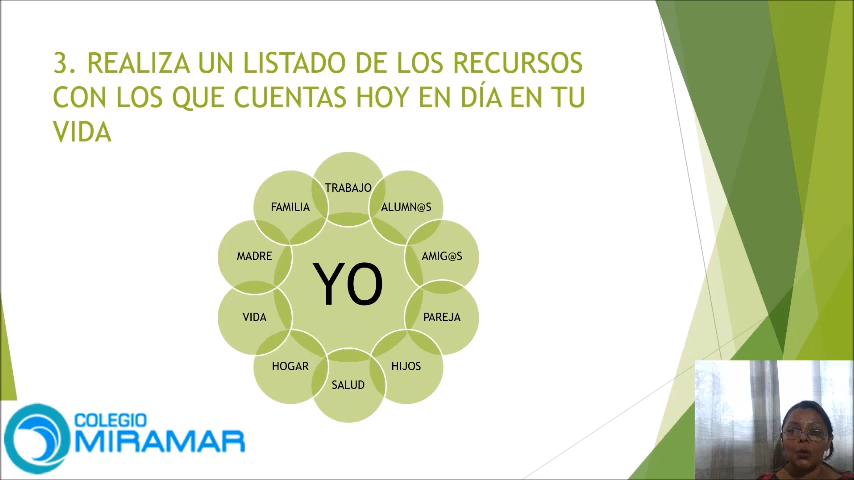 3. REALIZA UN LISTADO DE LOS RECURSOS
CON LOS QUE CUENTAS HOY EN DÍA EN TU
VIDA
TRABAJO
ALUMN@S
AMIG@S
PAREJA
HIJOS
SALUD
HOGAR
VIDA
MADRE
FAMILIA
YO
COLEGIO
MIRAMAR